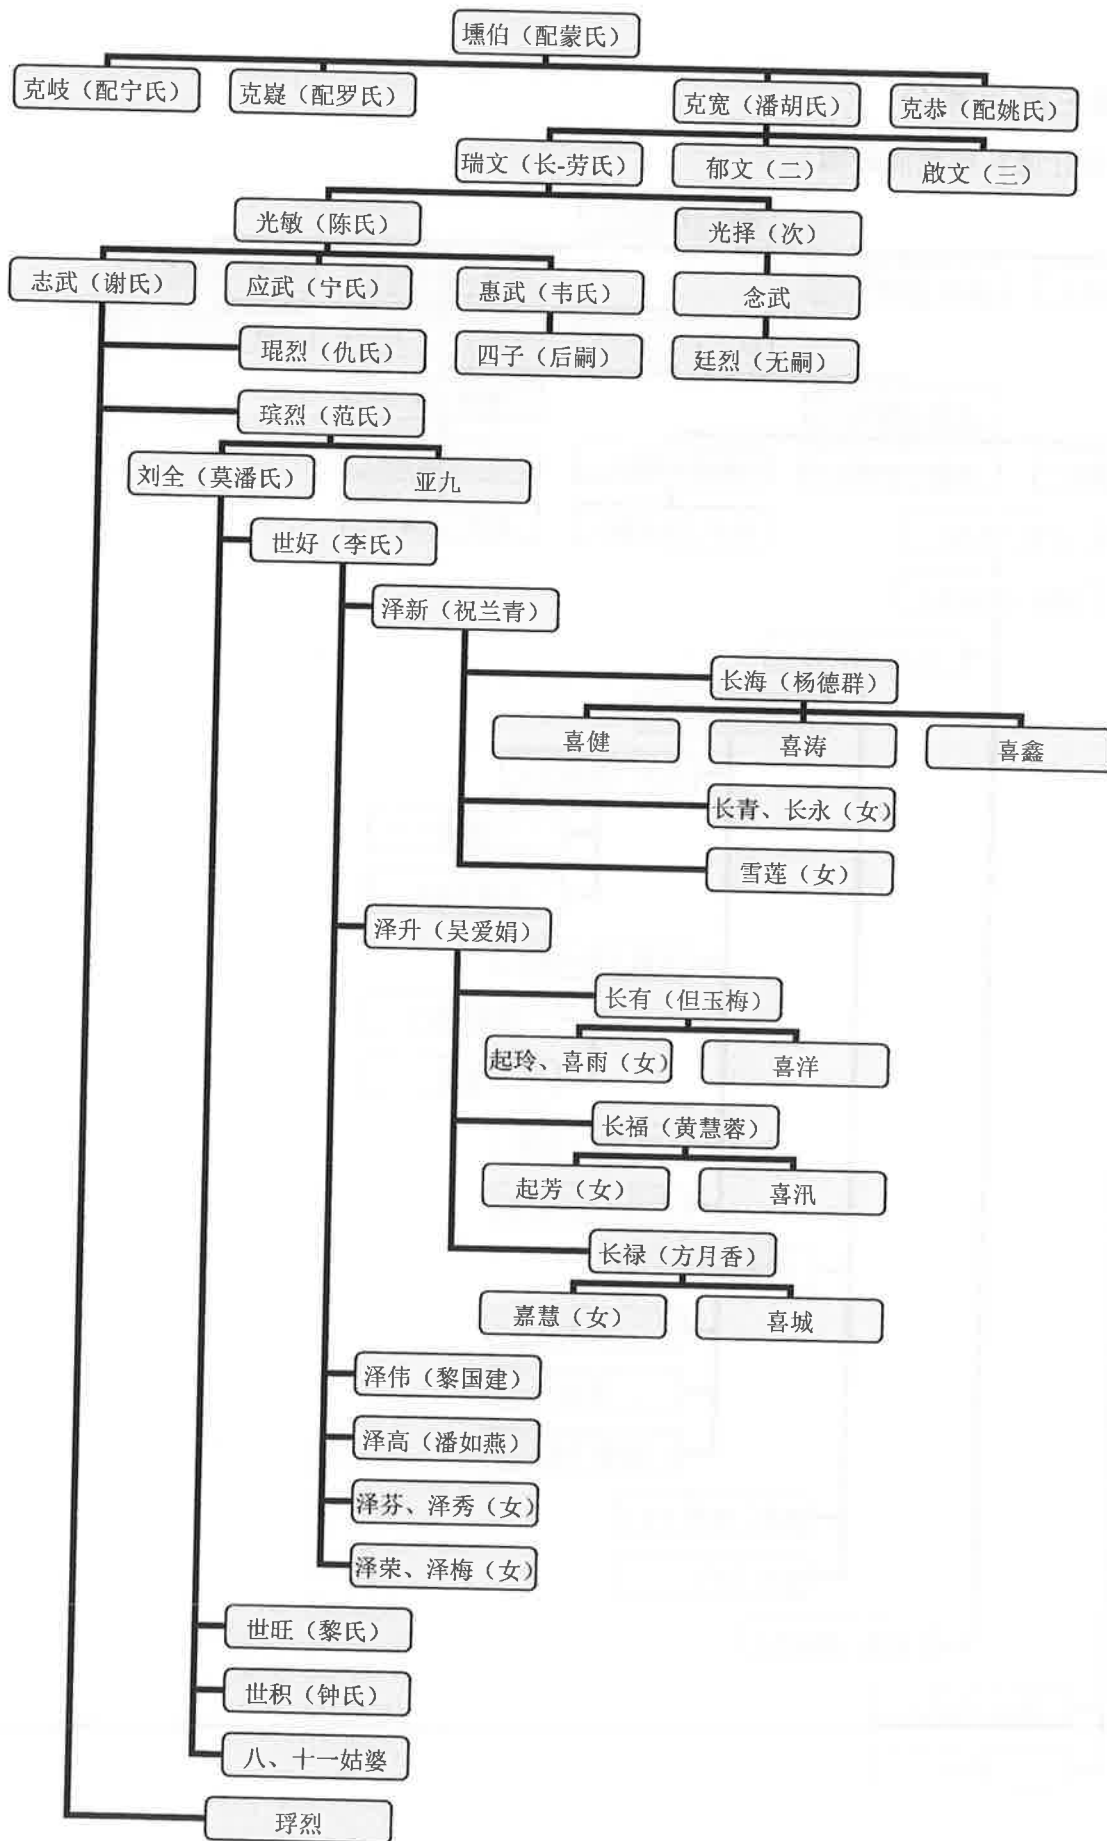 壎伯（配蒙氏）
克岐（配宁氏）
克嶷（配罗氏）
克宽（潘胡氏）
克恭（配姚氏）
瑞文（长-劳氏）
郁文（二）
啟文（三）
光敏（陈氏）
光择（次）
志武（谢氏）
应武（宁氏）
惠武（韦氏）
念武
琨烈（仇氏）
四子（后嗣）
廷烈（无嗣）
瑸烈（范氏）
刘全（莫潘氏）
亚九
世好（李氏）
泽新（祝兰青）
长海（杨德群）
喜健
喜涛
喜鑫
长青、长永（女）
雪莲（女）
泽升（吴爱娟）
长有（但玉梅）
起玲、喜雨（女）
喜洋
长福（黄慧蓉）
起芳（女）
喜汛
长禄（方月香）
嘉慧（女）
喜城
泽伟（黎国建）
泽高（潘如燕）
泽芬、泽秀（女）
泽荣、泽梅（女）
世旺（黎氏）
世积（钟氏）
八、十一姑婆
琈烈